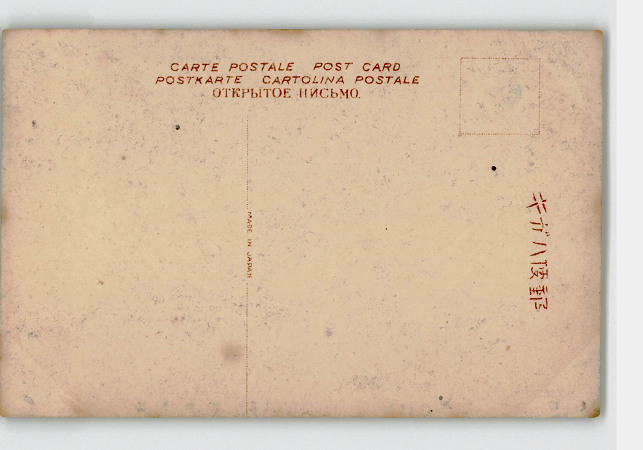 CARTE POSTALE POST CARD
POSTKARTE CARTOLINA POSTALE
ОТКРЫТОЕ ПИСЬМО.
MADE IN JAPAN
郵便ハガキ